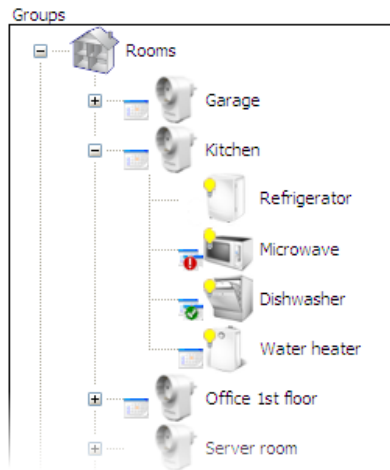 Groups
Rooms
Garage
Kitchen
Refrigerator
Microwave
Dishwasher
Water heater
Office 1st floor
Server room